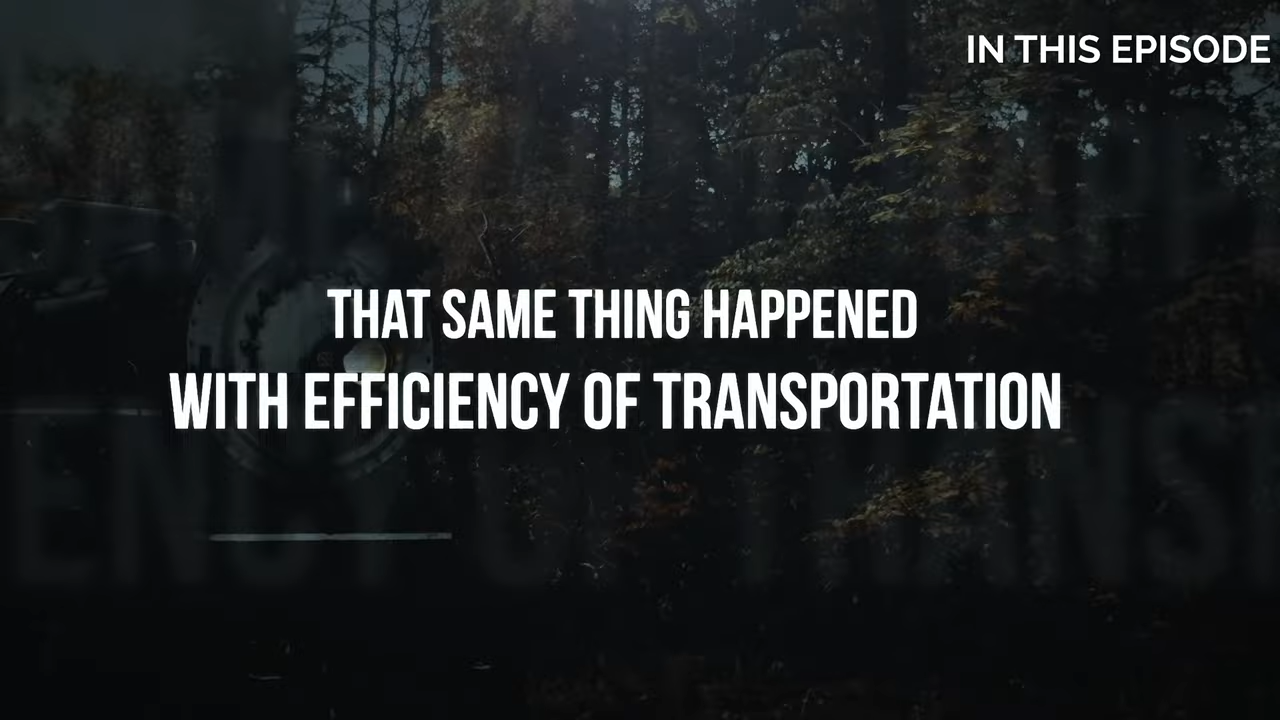 IN THIS EPISODE
THAT SAME THING HAPPENED
WITH EFFICIENCY OF TRANSPORTATION